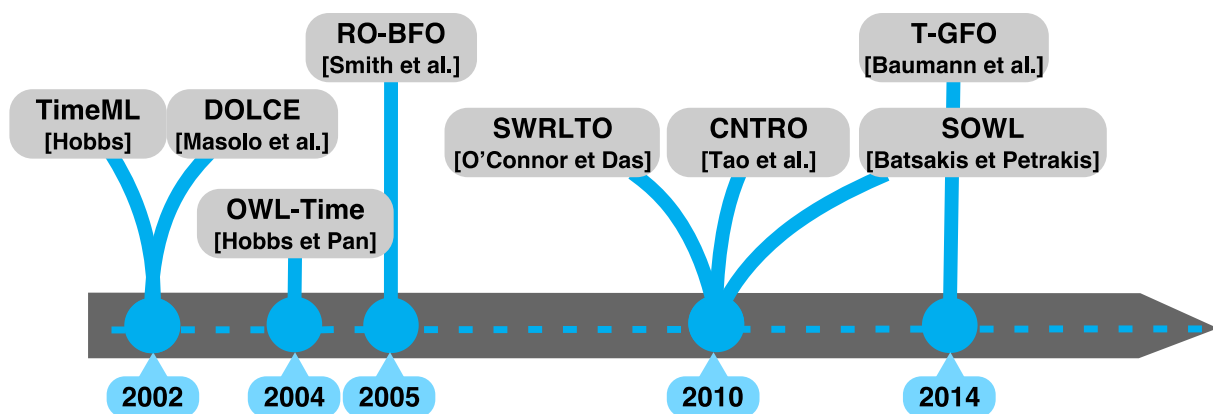 RO-BFO
[Smith et al.]
T-GFO
[Baumann et al.]
TimeML
[Hobbs]
DOLCE
[Masolo et al.]
SWRLTO
[O'Connor et Das]
CNTRO
[Tao et al.]
SOWL
[Batsakis et Petrakis]
OWL-Time
[Hobbs et Pan]
2002
2004
2005
2010
2014